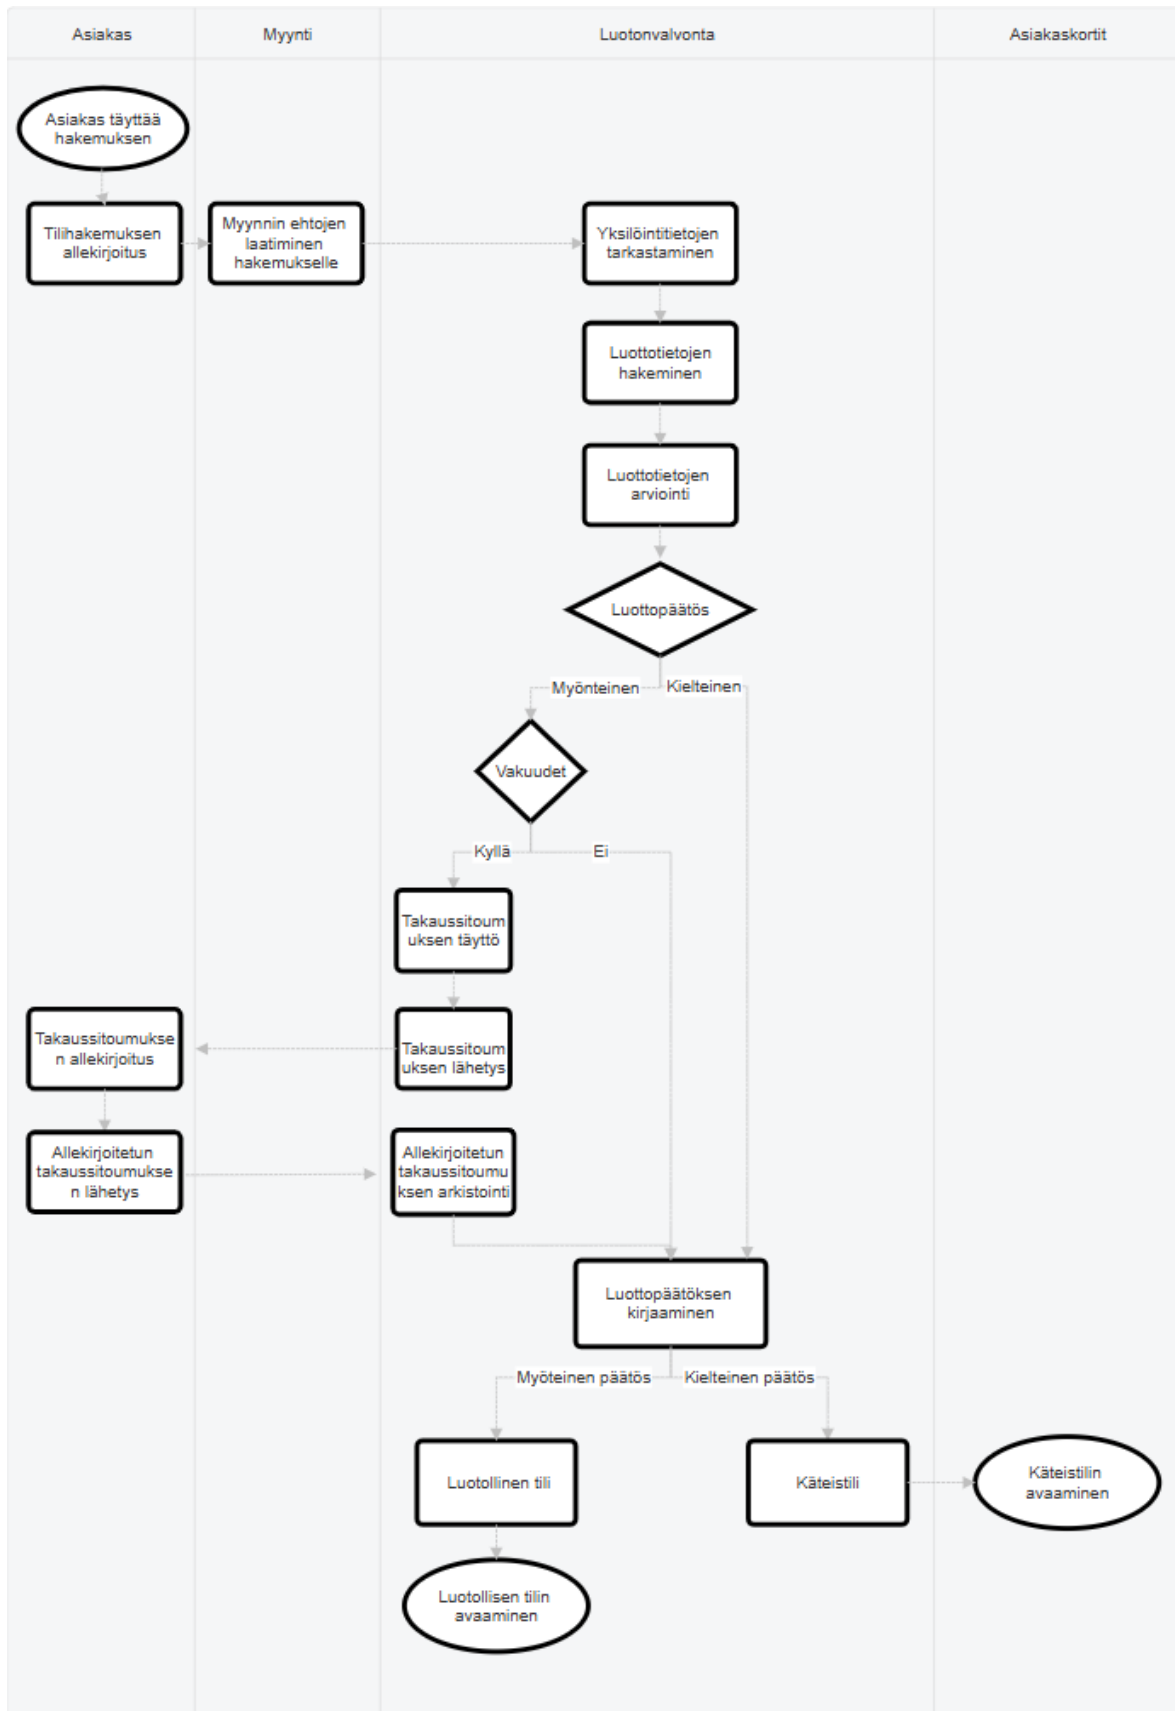 Asiakas
Myynti
Luotonvalvonta
Asiakaskortit
Asiakas täyttää
hakemuksen
Tilihakemuksen
allekirjoitus
Myynnin ehtojen
laatiminen
hakemukselle
Yksilöintitietojen
tarkastaminen
Luottotietojen
hakeminen
Luottotietojen
arviointi
Luottopäätös
Myönteinen
Kielteinen
Vakuudet
Kyllä
Ei
Takaussitoum
uksen täyttö
Takaussitoum
uksen lähetys
Takaussitoumukse
n allekirjoitus
Allekirjoitetun
takaussitoumukse
n lähetys
Allekirjoitetun
takaussitoumu
ksen arkistointi
Luottopäätöksen
kirjaaminen
Myöteinen päätös
Kielteinen päätös
Luotollinen tili
Käteistili
Käteistilin
avaaminen
Luotollisen tilin
avaaminen